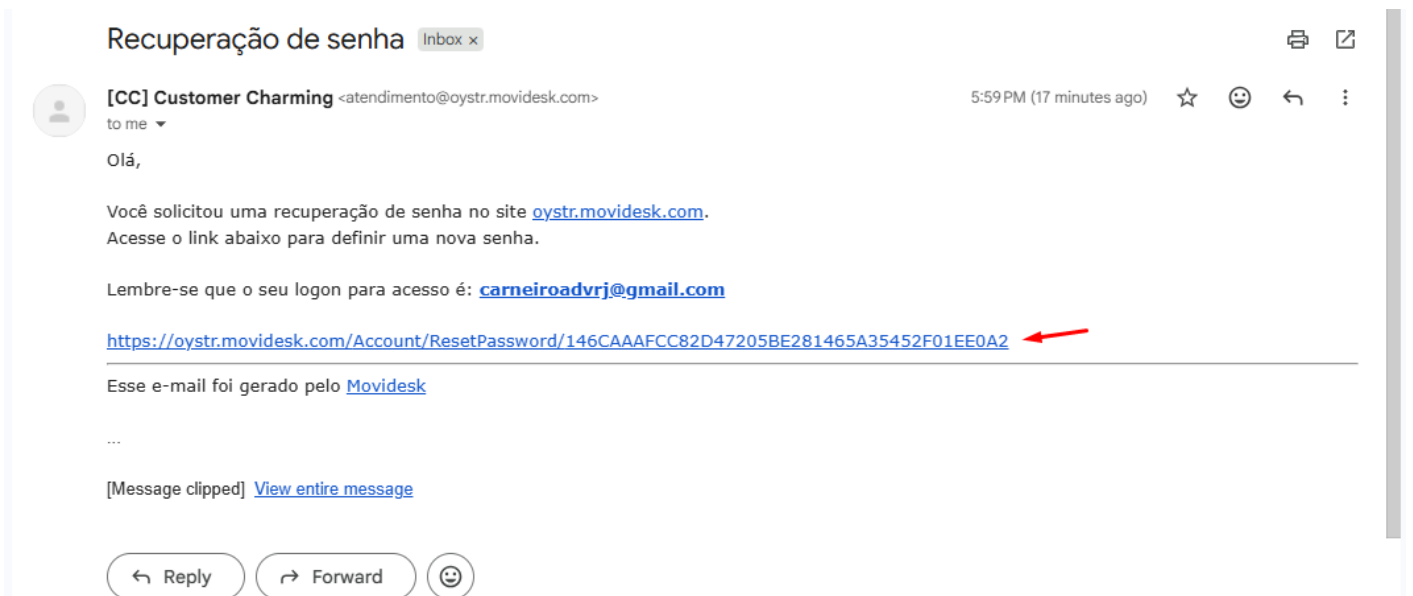 Recuperação de senha Inbox x
[CC] Customer Charming <atendimento@oystr.movidesk.com> 5:59 PM (17 minutes ago)
to me
Olá,
Você solicitou uma recuperação de senha no site oystr.movidesk.com.
Acesse o link abaixo para definir uma nova senha.
Lembre-se que o seu logon para acesso é: carneiroadvrj@gmail.com
https://oystr.movidesk.com/Account/ResetPassword/146CAAAFCC82D47205BE281465A35452F01EE0A2
Esse e-mail foi gerado pelo Movidesk
...
[Message clipped] View entire message
Reply Forward